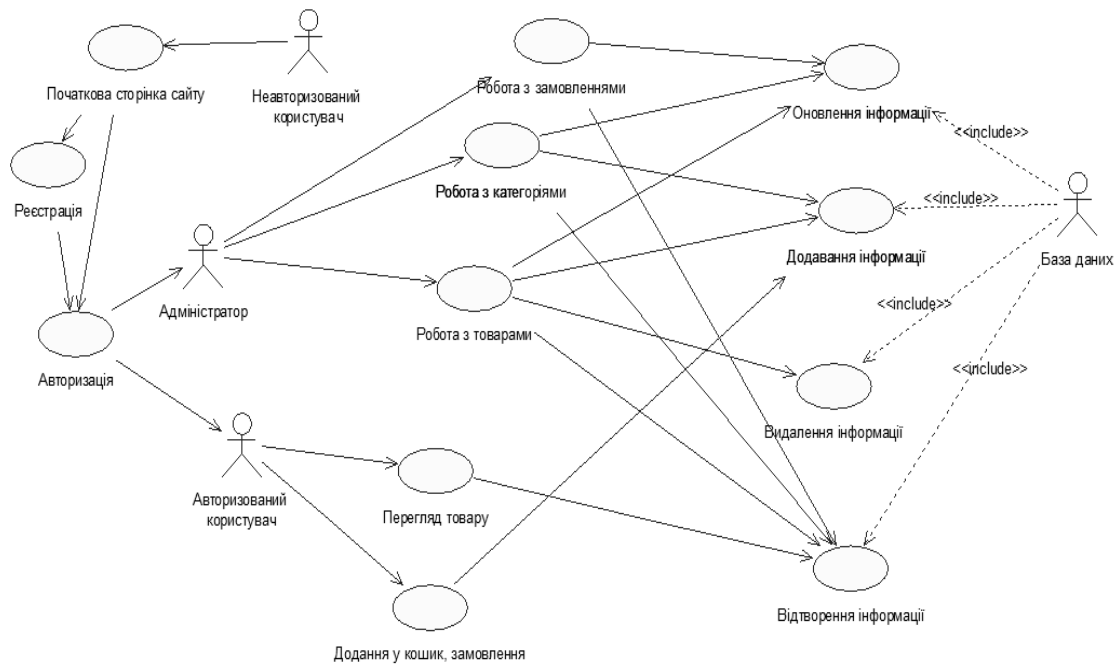 Початкова сторінка сайту
Неавторизований
користувач
Робота з замовленнями
Оновлення інформації
<<include>>
Реєстрація
Робота з категоріями
<<include>>
База даних
Адміністратор
Додавання інформації
Робота з товарами
<<include>>
Авторизація
<<include>>
Видалення інформації
Авторизований
користувач
Перегляд товару
Відтворення інформації
Додання у кошик, замовлення